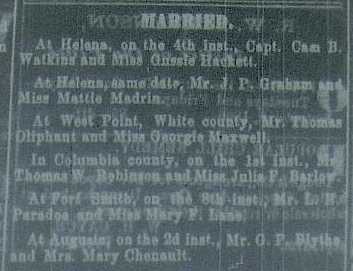 MARRIED.
At Helena, on the 4th inst., Capt. Cam B.
Watkins and Miss Gussie Hackett.
At Helena, same date, Mr. J. P. Graham and
Miss Mattie Madrin.
At West Point, White county, Mr. Thomas
Oliphant and Miss Georgie Maxwell.
In Columbia county, on the 1st inst., Mr.
Thomas W. Robinson and Miss Julia F. Barlow.
At Fort Smith, on the 8th inst., Mr. L. H.
and Miss Mary F. Lane.
At Augusta, on the 2d inst., Mr. G. P. Blythe
and Mrs. Mary Chenault.